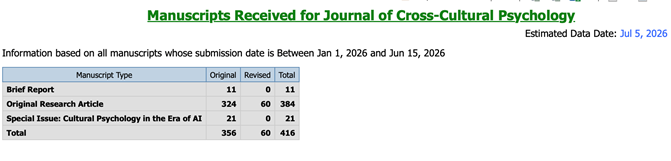 Manuscripts Received for Journal of Cross-Cultural Psychology
Estimated Data Date: Jul 5, 2026
Information based on all manuscripts whose submission date is Between Jan 1, 2026 and Jun 15, 2026
Manuscript Type Original Revised Total
Brief Report 11 0 11
Original Research Article 324 60 384
Special Issue: Cultural Psychology in the Era of AI 21 0 21
Total 356 60 416